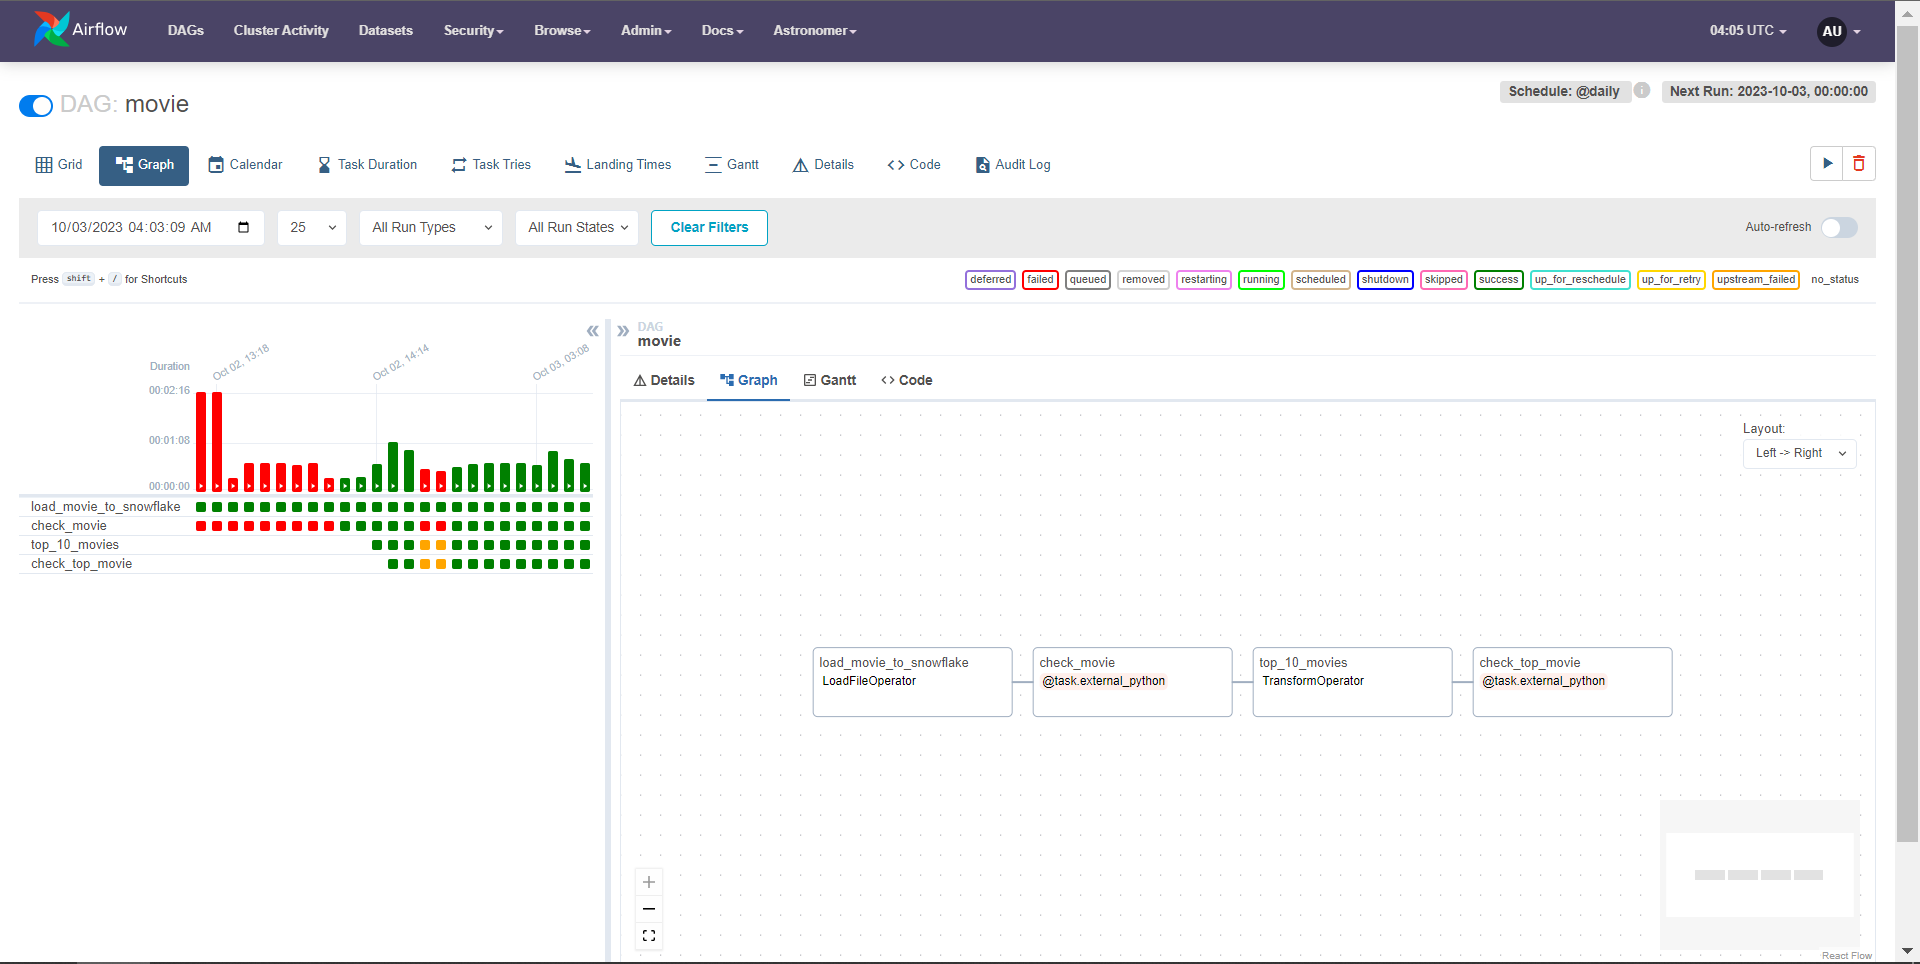 Airflow DAGs Cluster Activity Datasets Security Browse Admin Docs Astronomer 04:05 UTC AU
DAG: movie
Schedule: @daily i Next Run: 2023-10-03, 00:00:00
Grid Graph Calendar Task Duration Task Tries Landing Times Gantt Details <> Code Audit Log
10/03/2023 04:03:09 AM 25 All Run Types All Run States Clear Filters Auto-refresh
Press shift + / for Shortcuts
deferred failed queued removed restarting running scheduled shutdown skipped success up_for_reschedule up_for_retry upstream_failed no_status
« » DAG
movie
Oct 02, 13:18 Oct 02, 14:14 Oct 03, 03:08
Duration
00:02:16
00:01:08
00:00:00
load_movie_to_snowflake
check_movie
top_10_movies
check_top_movie
Details Graph Gantt <> Code
Layout:
Left -> Right
load_movie_to_snowflake
LoadFileOperator
check_movie
@task.external_python
top_10_movies
TransformOperator
check_top_movie
@task.external_python
React Flow